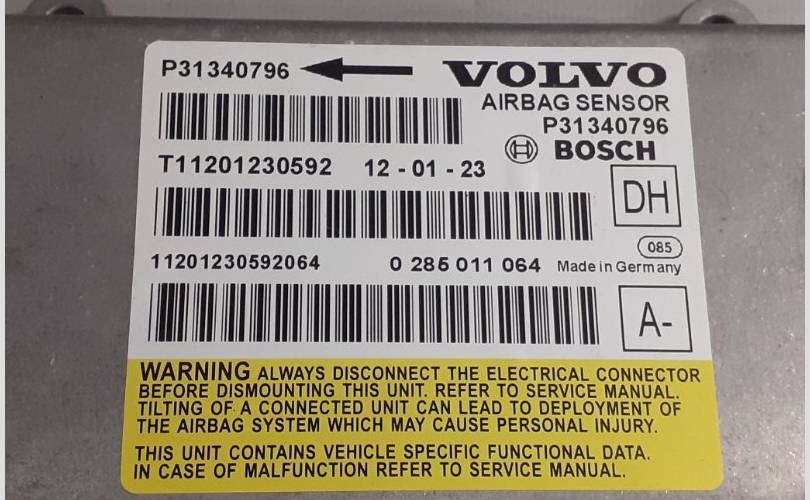 P31340796
VOLVO
AIRBAG SENSOR
P31340796
BOSCH
T11201230592 12 - 01 - 23
DH
085
11201230592064 0 285 011 064 Made in Germany
A-
WARNING ALWAYS DISCONNECT THE ELECTRICAL CONNECTOR
BEFORE DISMOUNTING THIS UNIT. REFER TO SERVICE MANUAL.
TILTING OF A CONNECTED UNIT CAN LEAD TO DEPLOYMENT OF
THE AIRBAG SYSTEM WHICH MAY CAUSE PERSONAL INJURY.
THIS UNIT CONTAINS VEHICLE SPECIFIC FUNCTIONAL DATA.
IN CASE OF MALFUNCTION REFER TO SERVICE MANUAL.